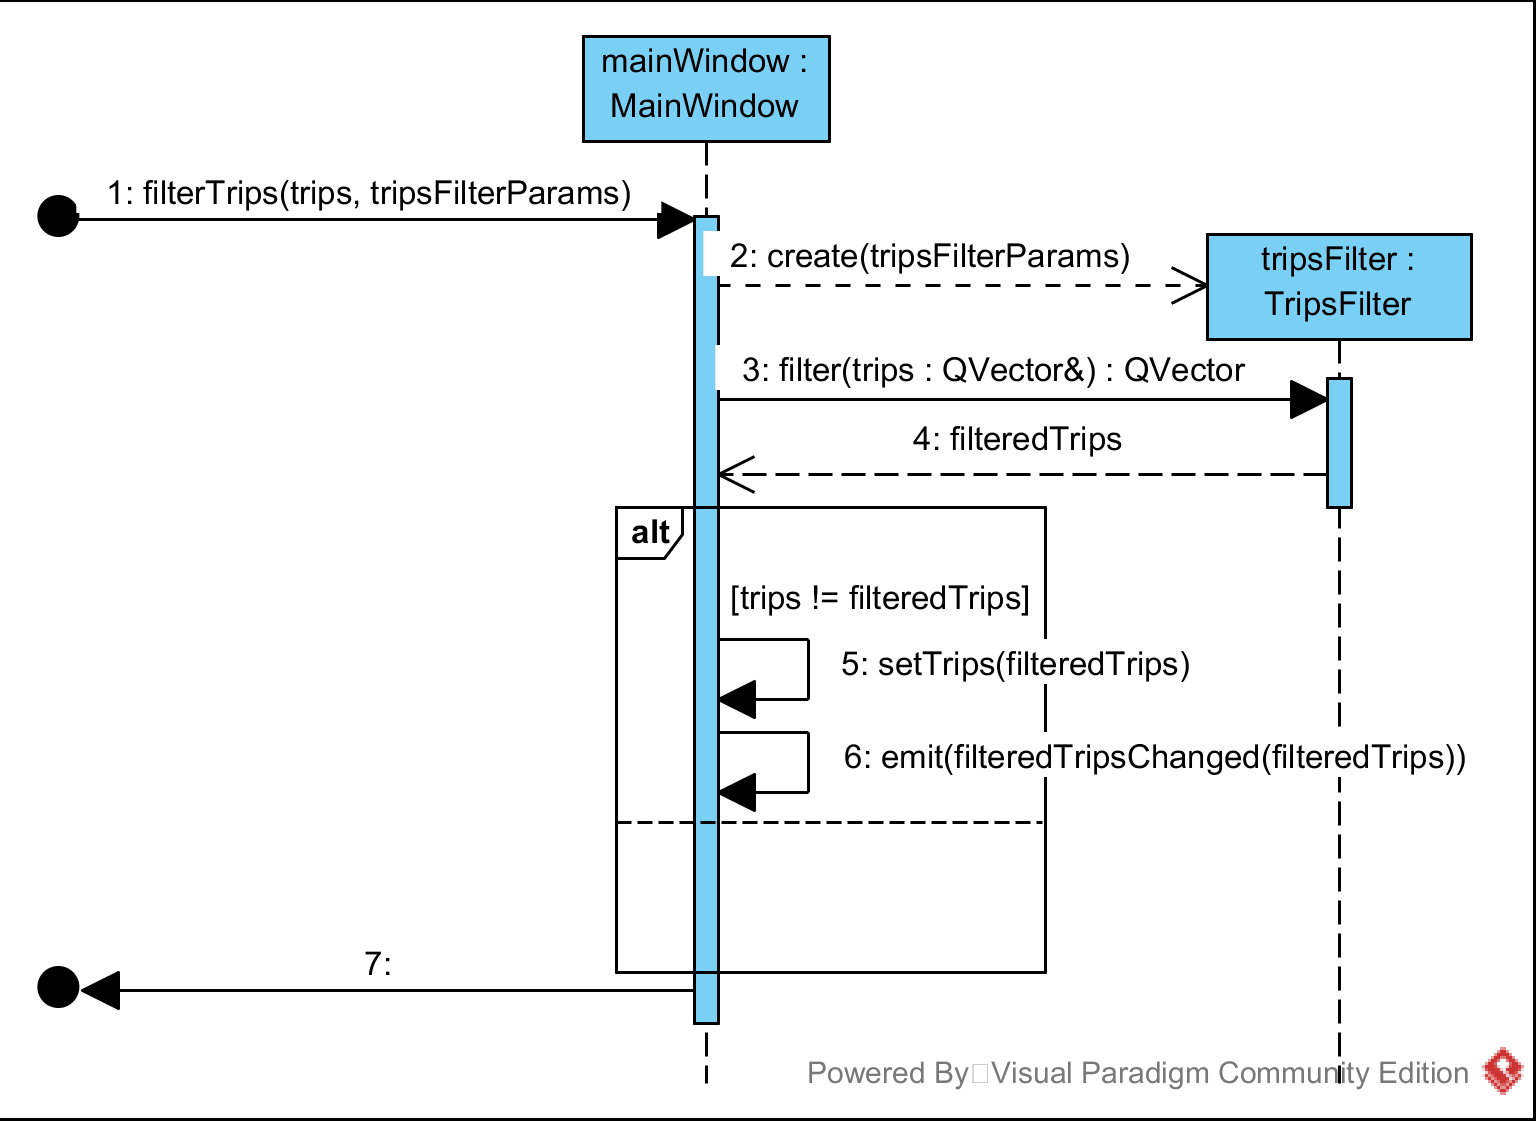 mainWindow :
MainWindow
1: filterTrips(trips, tripsFilterParams)
2: create(tripsFilterParams)
tripsFilter :
TripsFilter
3: filter(trips : QVector&) : QVector
4: filteredTrips
alt
[trips != filteredTrips]
5: setTrips(filteredTrips)
6: emit(filteredTripsChanged(filteredTrips))
7:
Powered By Visual Paradigm Community Edition